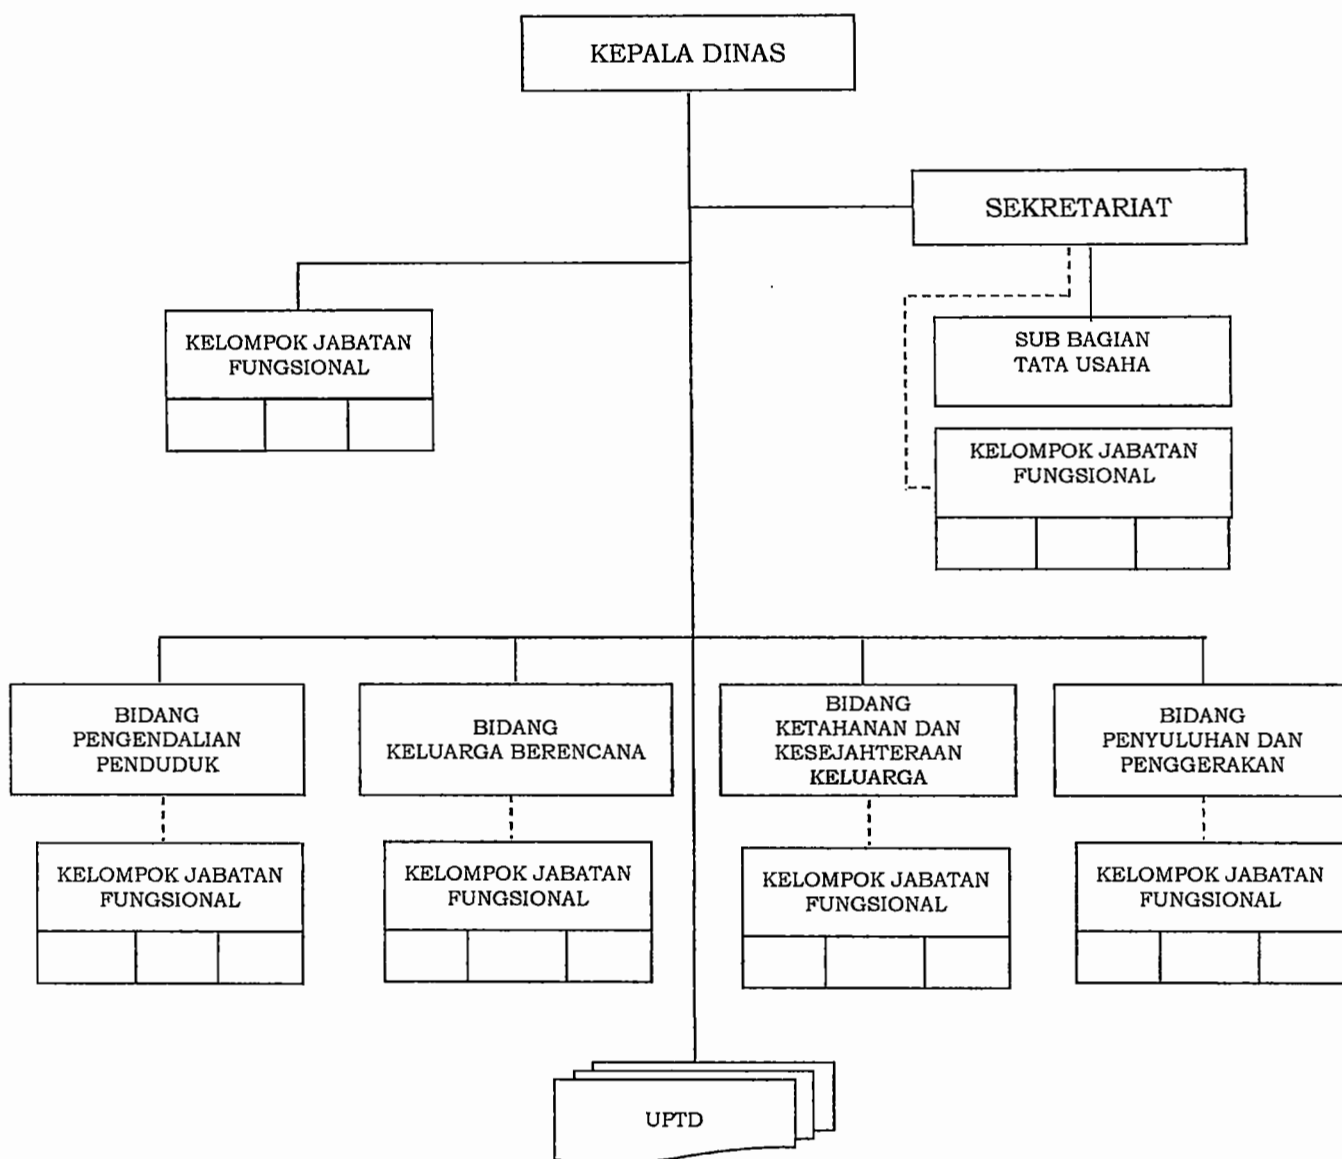 KEPALA DINAS
SEKRETARIAT
KELOMPOK JABATAN
FUNGSIONAL
SUB BAGIAN
TATA USAHA
KELOMPOK JABATAN
FUNGSIONAL
BIDANG
PENGENDALIAN
PENDUDUK
BIDANG
KELUARGA BERENCANA
BIDANG
KETAHANAN DAN
KESEJAHTERAAN
KELUARGA
BIDANG
PENYULUHAN DAN
PENGGERAKAN
KELOMPOK JABATAN
FUNGSIONAL
KELOMPOK JABATAN
FUNGSIONAL
KELOMPOK JABATAN
FUNGSIONAL
KELOMPOK JABATAN
FUNGSIONAL
UPTD